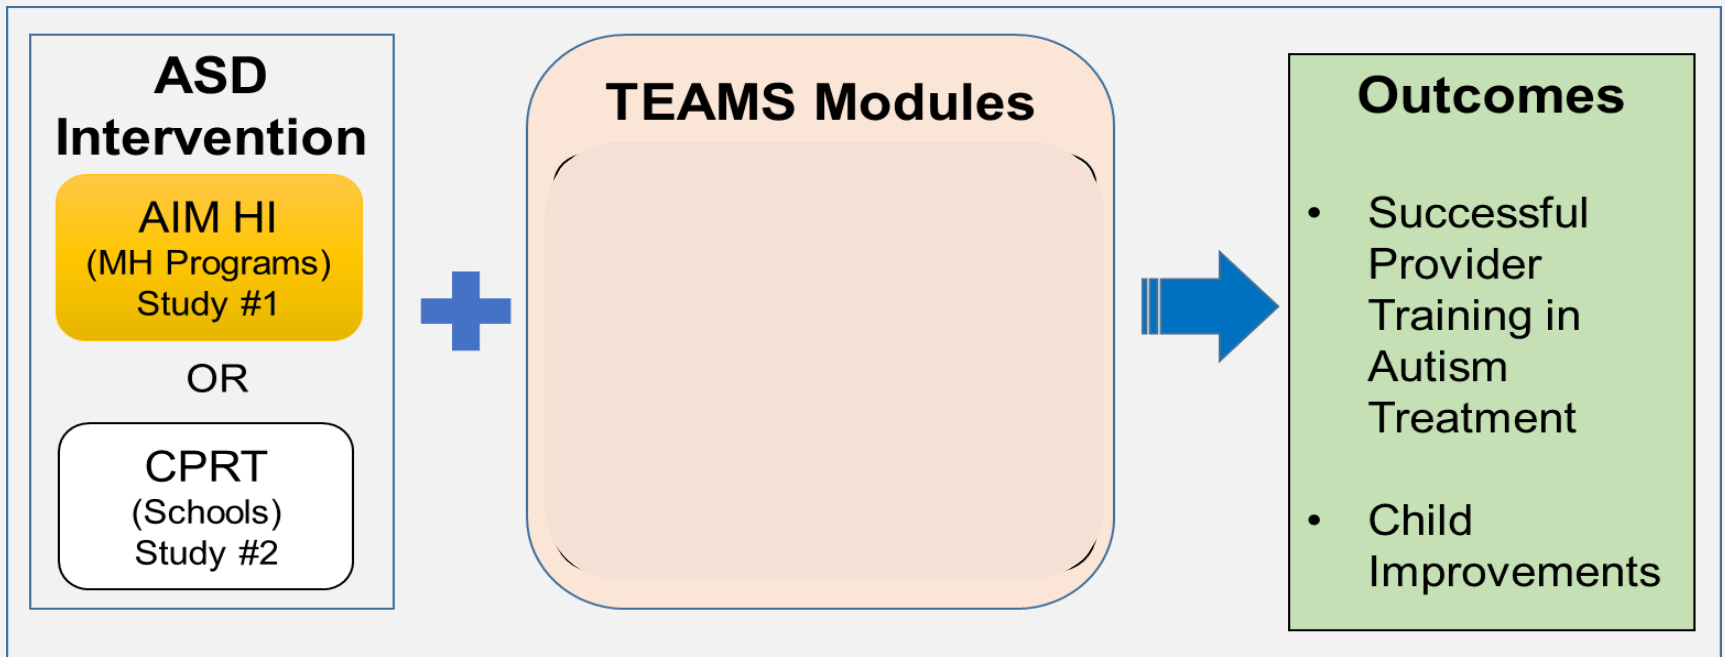 ASD
Intervention
AIM HI
(MH Programs)
Study #1
OR
CPRT
(Schools)
Study #2
TEAMS Modules
Outcomes
• Successful
Provider
Training in
Autism
Treatment
• Child
Improvements